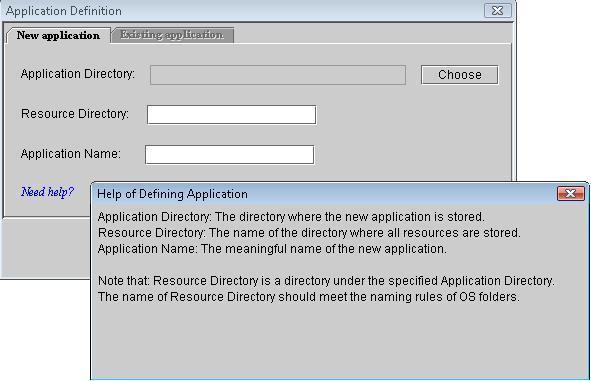 Application Definition
New application Existing application
Application Directory: Choose
Resource Directory:
Application Name:
Need help?
Help of Defining Application
Application Directory: The directory where the new application is stored.
Resource Directory: The name of the directory where all resources are stored.
Application Name: The meaningful name of the new application.
Note that: Resource Directory is a directory under the specified Application Directory.
The name of Resource Directory should meet the naming rules of OS folders.